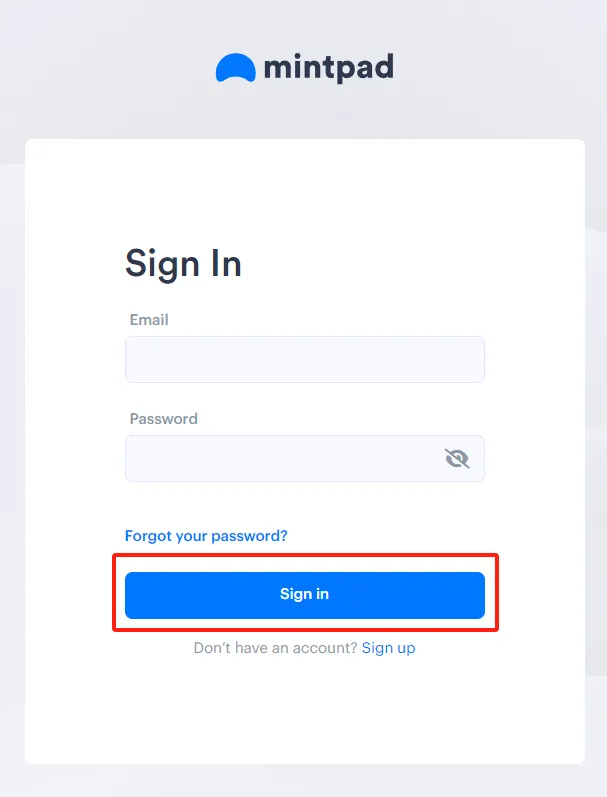 mintpad
Sign In
Email
Password
Forgot your password?
Sign in
Don’t have an account? Sign up